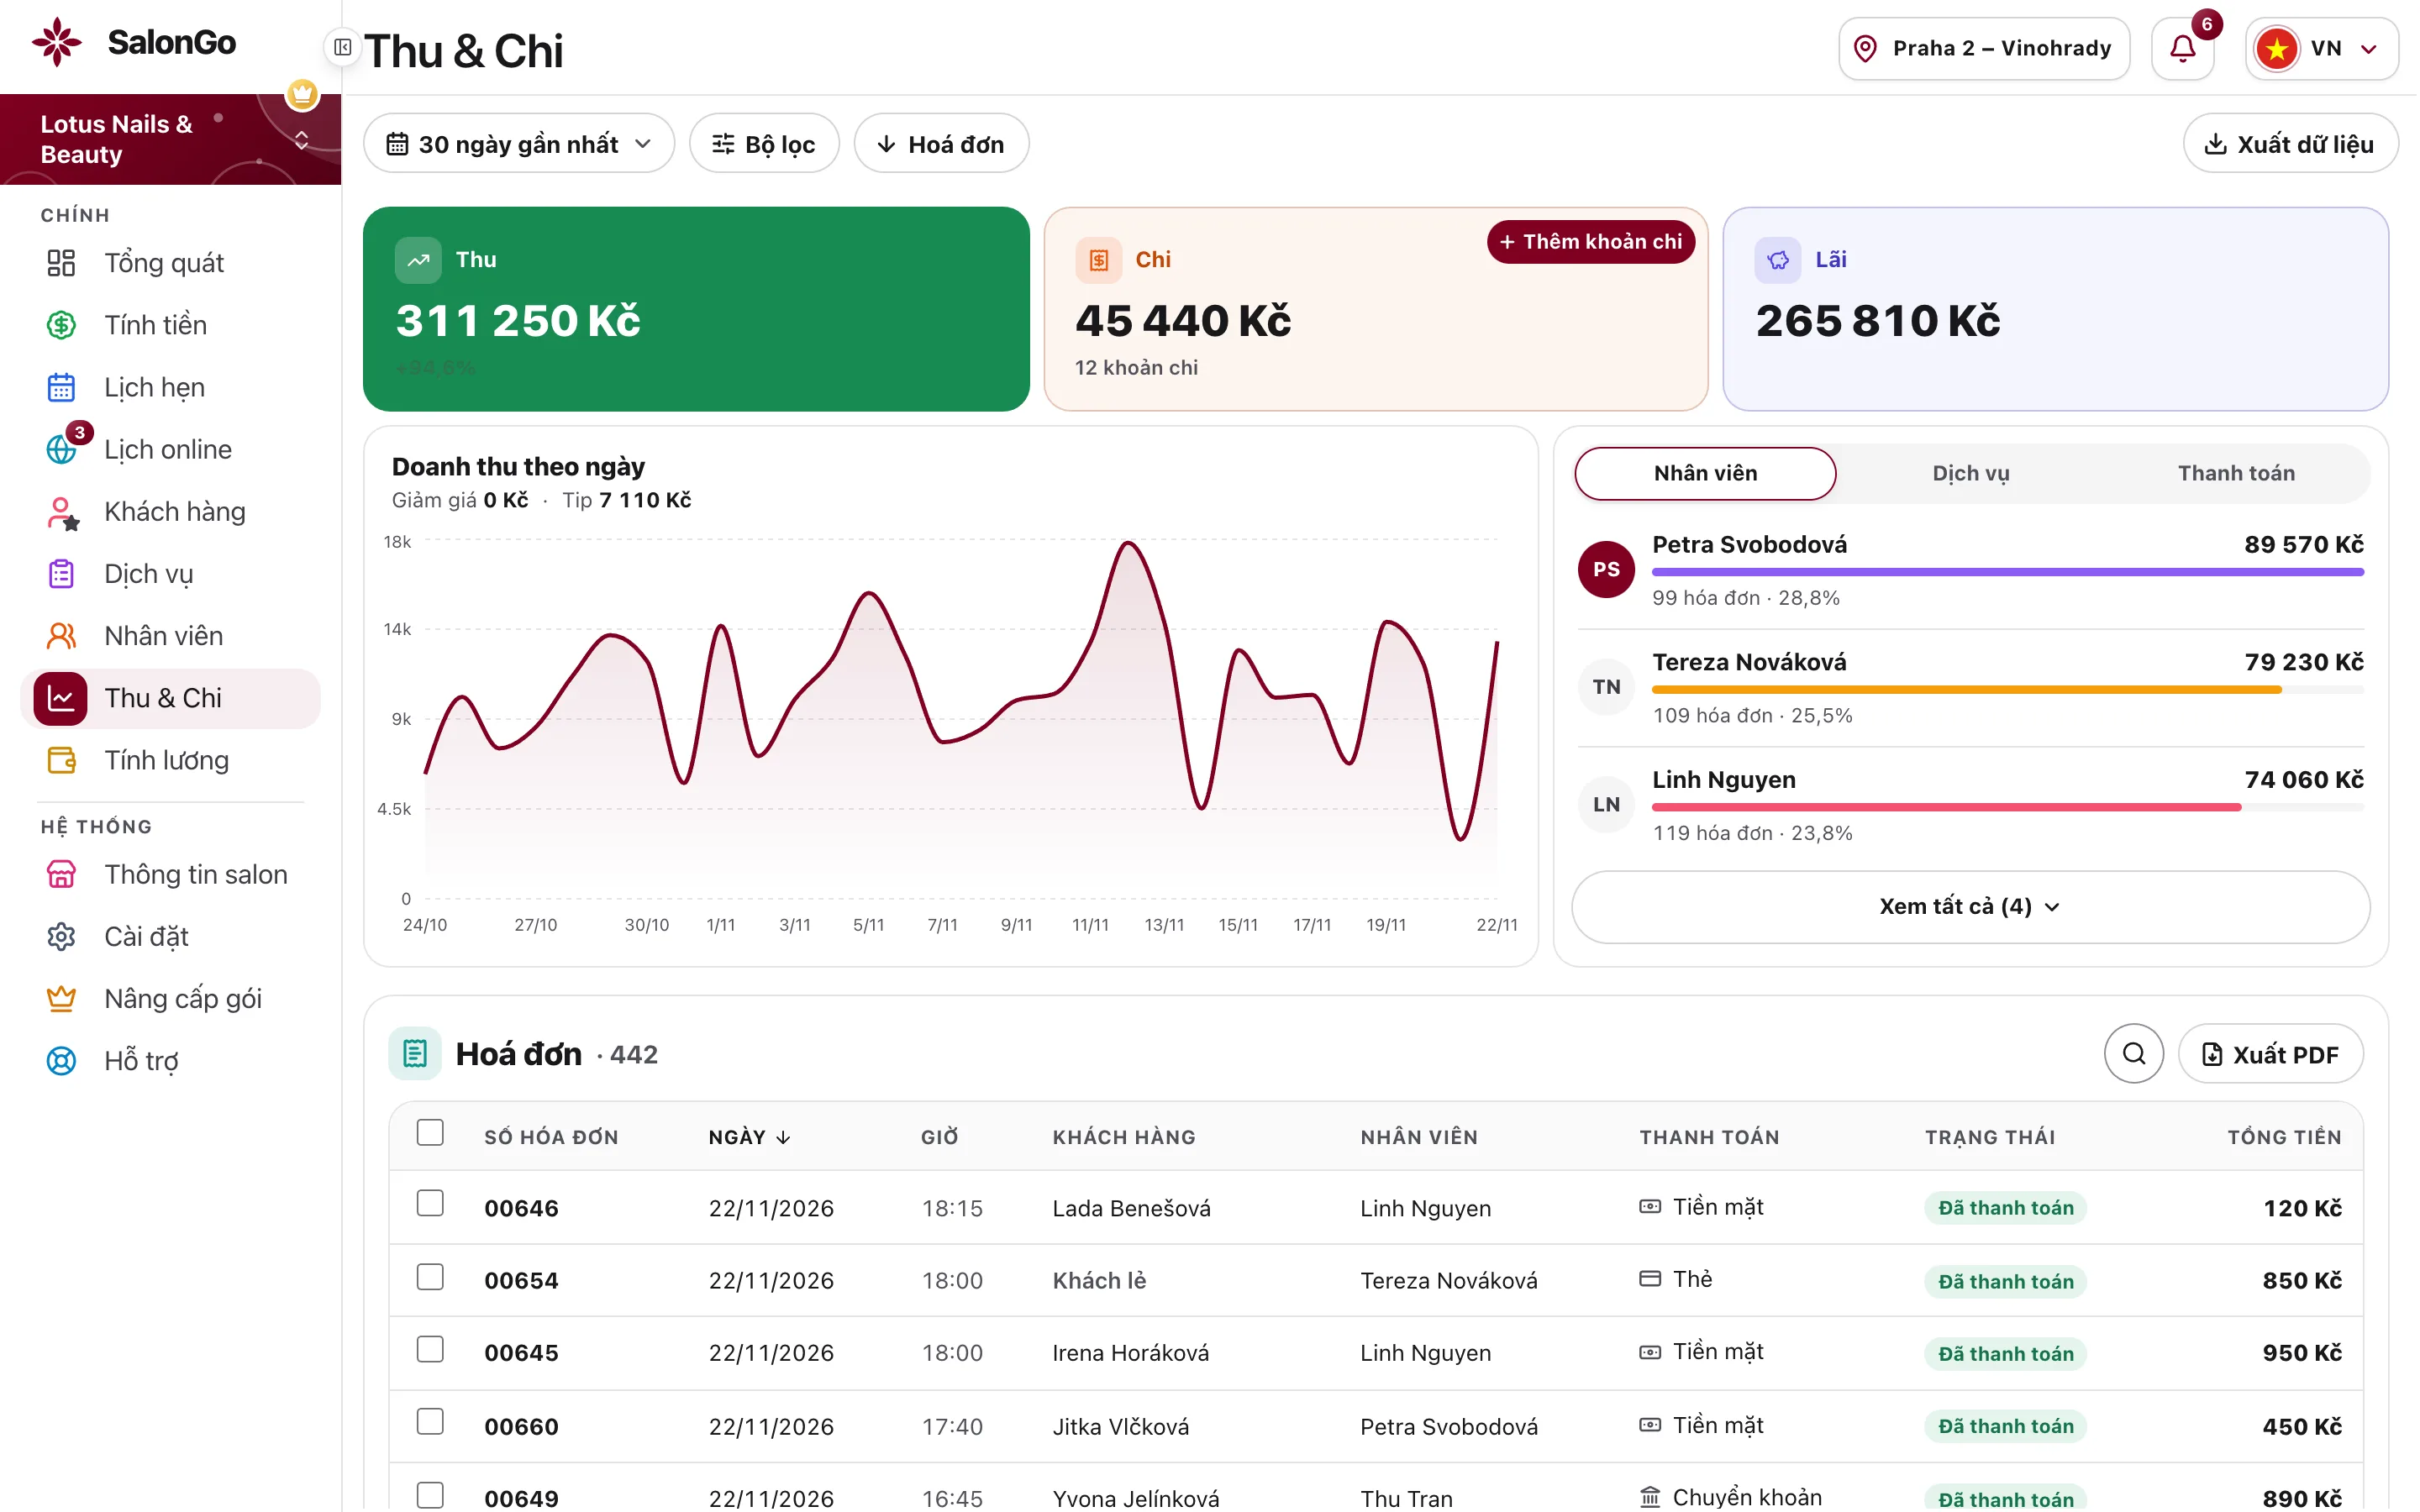 SalonGo
Lotus Nails &
Beauty
CHÍNH
Tổng quát
Tính tiền
Lịch hẹn
3
Lịch online
Khách hàng
Dịch vụ
Nhân viên
Thu & Chi
Tính lương
HỆ THỐNG
Thông tin salon
Cài đặt
Nâng cấp gói
Hỗ trợ
Thu & Chi
Praha 2 – Vinohrady
6
VN
30 ngày gần nhất
Bộ lọc
Hoá đơn
Xuất dữ liệu
Thu
311 250 Kč
+94,6%
Chi
+ Thêm khoản chi
45 440 Kč
12 khoản chi
Lãi
265 810 Kč
Doanh thu theo ngày
Giảm giá 0 Kč · Tip 7 110 Kč
18k
14k
9k
4.5k
0
24/10 27/10 30/10 1/11 3/11 5/11 7/11 9/11 11/11 13/11 15/11 17/11 19/11 22/11
Nhân viên Dịch vụ Thanh toán
PS
Petra Svobodová 89 570 Kč
99 hóa đơn · 28,8%
TN
Tereza Nováková 79 230 Kč
109 hóa đơn · 25,5%
LN
Linh Nguyen 74 060 Kč
119 hóa đơn · 23,8%
Xem tất cả (4)
Hoá đơn · 442
Xuất PDF
SỐ HÓA ĐƠN NGÀY GIỜ KHÁCH HÀNG NHÂN VIÊN THANH TOÁN TRẠNG THÁI TỔNG TIỀN
00646 22/11/2026 18:15 Lada Benešová Linh Nguyen Tiền mặt Đã thanh toán 120 Kč
00654 22/11/2026 18:00 Khách lẻ Tereza Nováková Thẻ Đã thanh toán 850 Kč
00645 22/11/2026 18:00 Irena Horáková Linh Nguyen Tiền mặt Đã thanh toán 950 Kč
00660 22/11/2026 17:40 Jitka Vlčková Petra Svobodová Tiền mặt Đã thanh toán 450 Kč
00649 22/11/2026 16:45 Yvona Jelínková Thu Tran Chuyển khoản Đã thanh toán 890 Kč